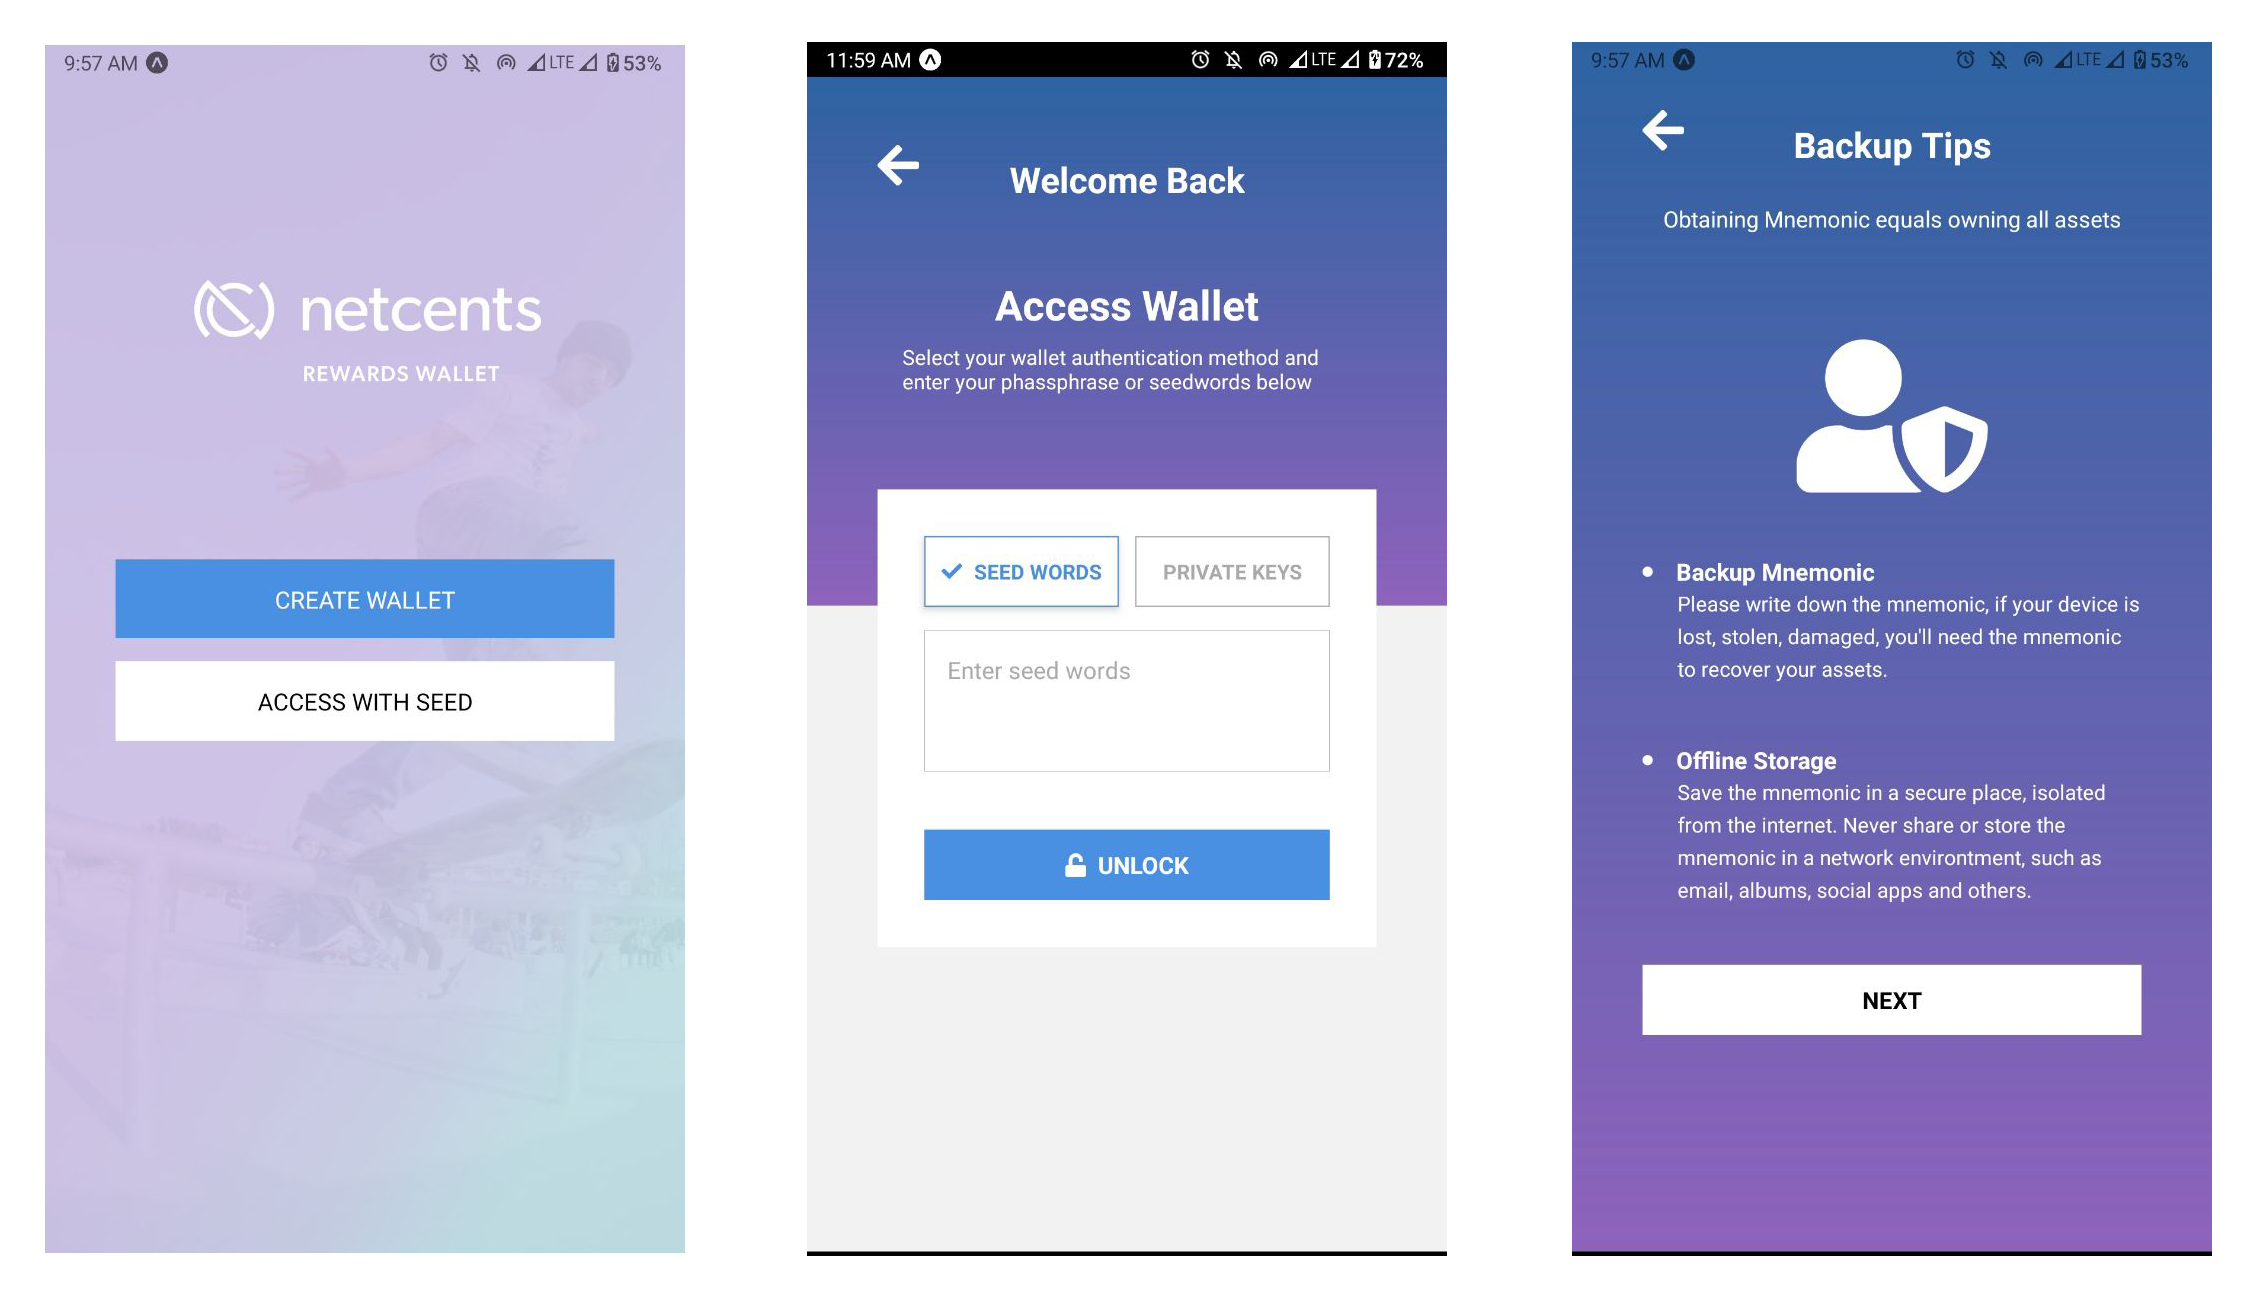 9:57 AM
LTE 53%
netcents
REWARDS WALLET
CREATE WALLET
ACCESS WITH SEED
11:59 AM
LTE 72%
Welcome Back
Access Wallet
Select your wallet authentication method and
enter your phassphrase or seedwords below
SEED WORDS
PRIVATE KEYS
Enter seed words
UNLOCK
9:57 AM
LTE 53%
Backup Tips
Obtaining Mnemonic equals owning all assets
Backup Mnemonic
Please write down the mnemonic, if your device is
lost, stolen, damaged, you'll need the mnemonic
to recover your assets.
Offline Storage
Save the mnemonic in a secure place, isolated
from the internet. Never share or store the
mnemonic in a network environtment, such as
email, albums, social apps and others.
NEXT